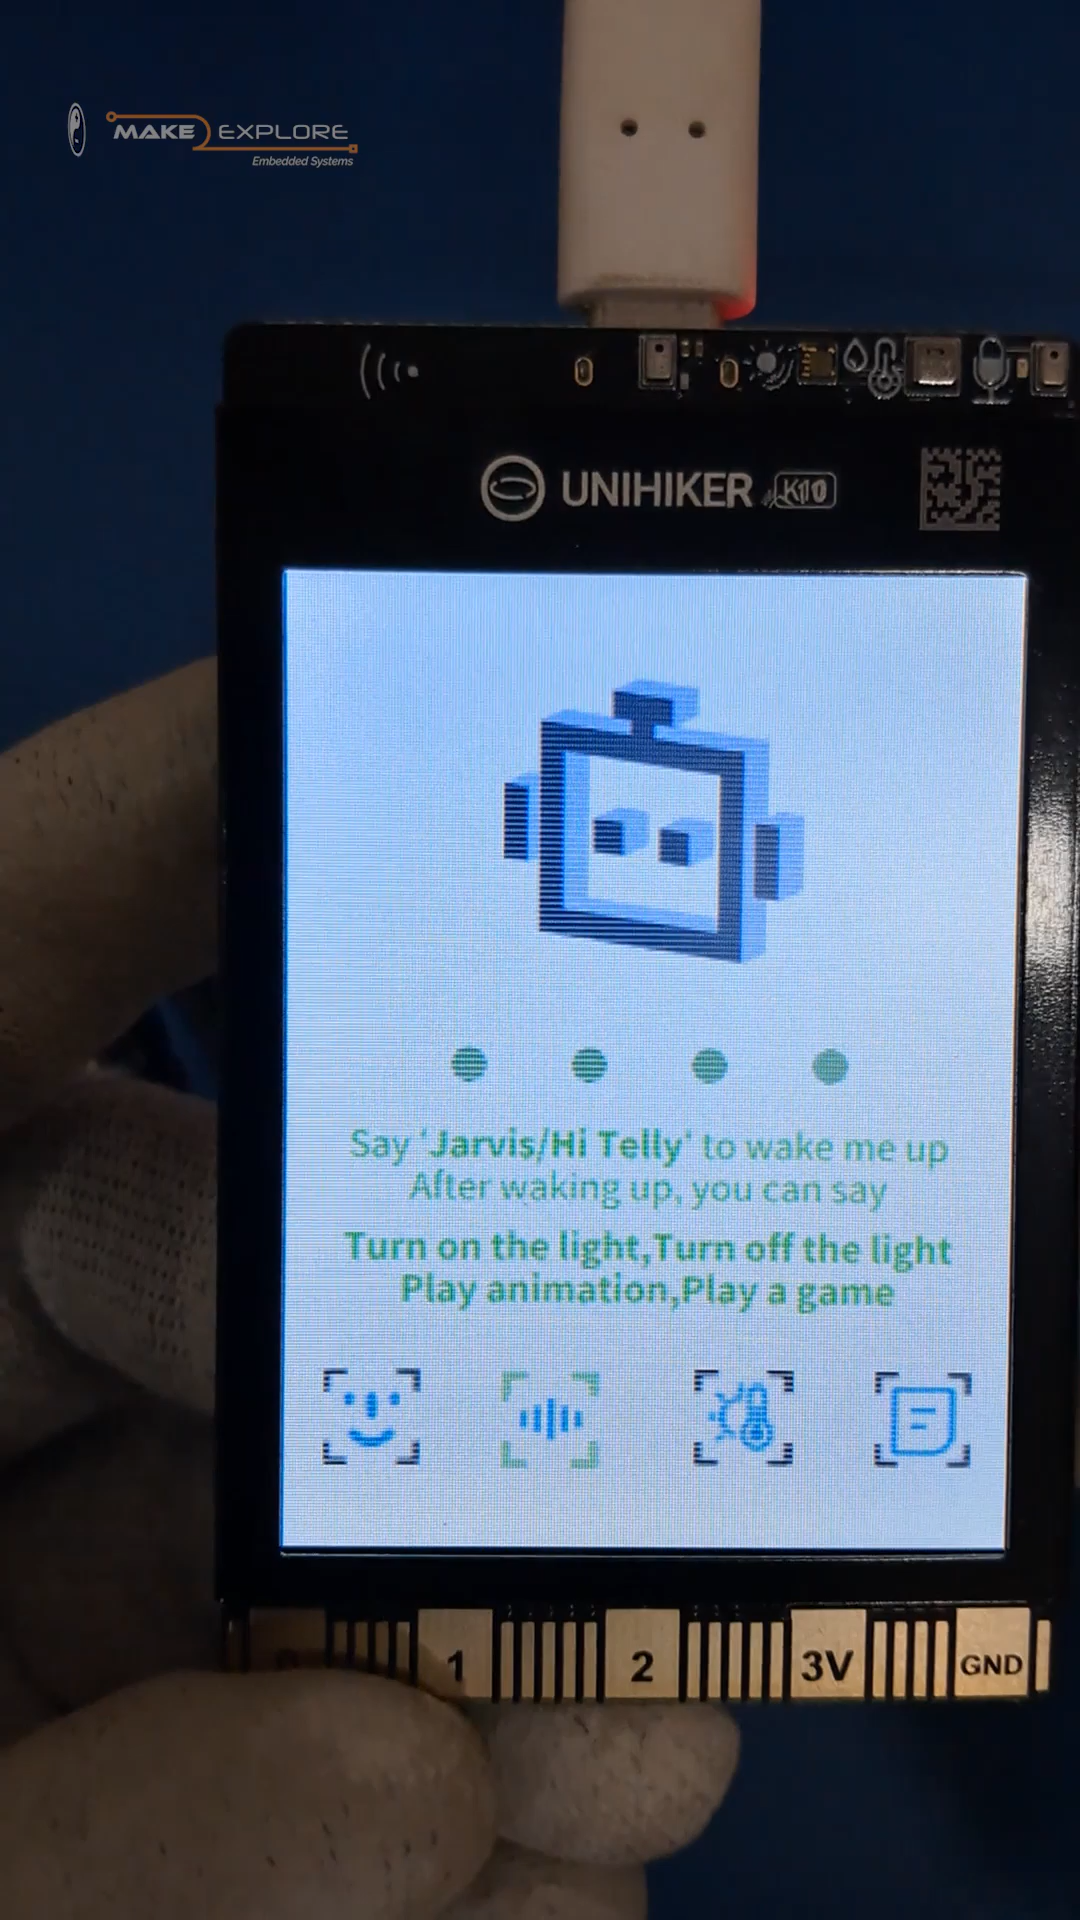 MAKE EXPLORE
Embedded Systems
UNIHIKER K10
Say 'Jarvis/Hi Telly' to wake me up
After waking up, you can say
Turn on the light,Turn off the light
Play animation,Play a game
1 2 3V GND